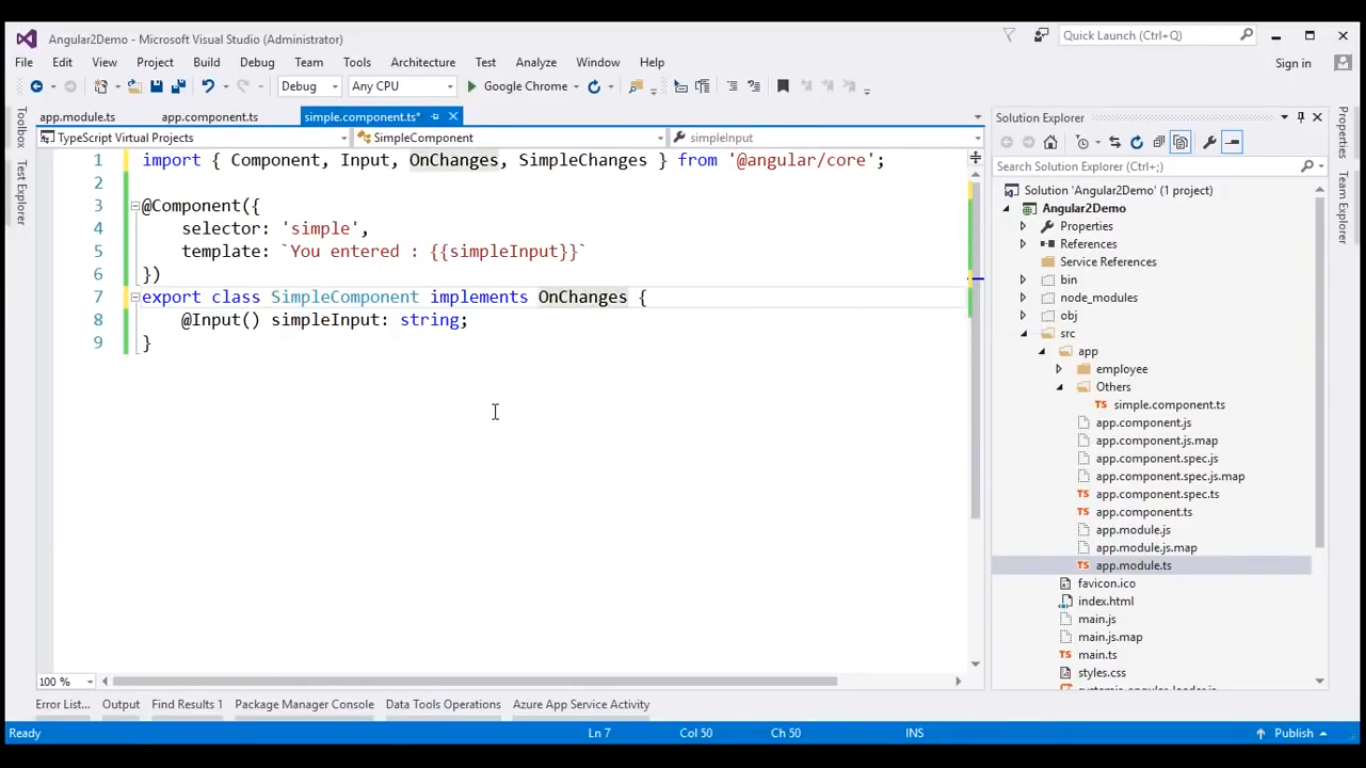 Angular2Demo - Microsoft Visual Studio (Administrator)
Quick Launch (Ctrl+Q)
File Edit View Project Build Debug Team Tools Architecture Test Analyze Window Help
Sign in
Debug Any CPU Google Chrome
Toolbox
Test Explorer
app.module.ts app.component.ts simple.component.ts*
TypeScript Virtual Projects SimpleComponent simpleInput
1 import { Component, Input, OnChanges, SimpleChanges } from '@angular/core';
2
3 @Component({
4 selector: 'simple',
5 template: `You entered : {{simpleInput}}`
6 })
7 export class SimpleComponent implements OnChanges {
8 @Input() simpleInput: string;
9 }
100 %
Solution Explorer
Search Solution Explorer (Ctrl+;)
Solution 'Angular2Demo' (1 project)
Angular2Demo
Properties
References
Service References
bin
node_modules
obj
src
app
employee
Others
TS simple.component.ts
app.component.js
app.component.js.map
app.component.spec.js
app.component.spec.js.map
TS app.component.spec.ts
TS app.component.ts
app.module.js
app.module.js.map
TS app.module.ts
favicon.ico
index.html
main.js
main.js.map
TS main.ts
styles.css
Properties
Team Explorer
Error List... Output Find Results 1 Package Manager Console Data Tools Operations Azure App Service Activity
Ready Ln 7 Col 50 Ch 50 INS Publish